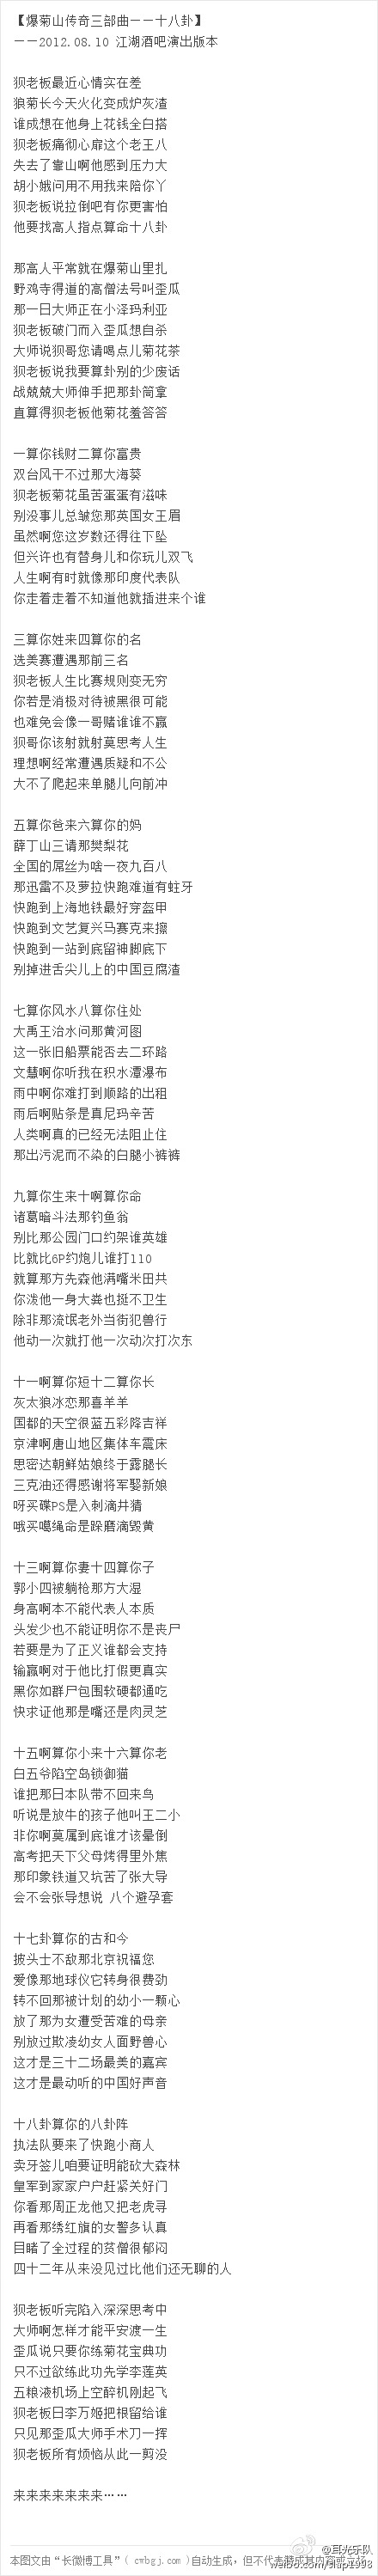 【爆菊山传奇三部曲－－十八卦】
－－2012.08.10 江湖酒吧演出版本
狈老板最近心情实在差
狼菊长今天火化变成炉灰渣
谁成想在他身上花钱全白搭
狈老板痛彻心扉这个老王八
失去了靠山啊他感到压力大
胡小娥问用不用我来陪你丫
狈老板说拉倒吧有你更害怕
他要找高人指点算命十八卦
那高人平常就在爆菊山里扎
野鸡寺得道的高僧法号叫歪瓜
那一日大师正在小泽玛利亚
狈老板破门而入歪瓜想自杀
大师说狈哥您请喝点儿菊花茶
狈老板说我要算卦别的少废话
战兢兢大师伸手把那卦简拿
直算得狈老板他菊花羞答答
一算你钱财二算你富贵
双台风干不过那大海葵
狈老板菊花虽苦蛋蛋有滋味
别没事儿总皱您那英国女王眉
虽然啊您这岁数还得往下坠
但兴许也有替身儿和你玩儿双飞
人生啊有时就像那印度代表队
你走着走着不知道他就插进来个谁
三算你姓来四算你的名
选美赛遭遇那前三名
狈老板人生比赛规则变无穷
你若是消极对待被黑很可能
也难免会像一哥赌谁谁不赢
狈哥你该射就射莫思考人生
理想啊经常遭遇质疑和不公
大不了爬起来单腿儿向前冲
五算你爸来六算你的妈
薛丁山三请那樊梨花
全国的屌丝为啥一夜九百八
那迅雷不及萝拉快跑难道有蛀牙
快跑到上海地铁最好穿盔甲
快跑到文艺复兴马赛克来擦
快跑到一站到底留神脚底下
别掉进舌尖儿上的中国豆腐渣
七算你风水八算你住处
大禹王治水问那黄河图
这一张旧船票能否去二环路
文慧啊你听我在积水潭瀑布
雨中啊你难打到顺路的出租
雨后啊贴条是真尼玛辛苦
人类啊真的已经无法阻止住
那出污泥而不染的白腿小裤裤
九算你生来十啊算你命
诸葛暗斗法那钓鱼翁
别比那公园门口约架谁英雄
比就比6P约炮儿谁打110
就算那方先森他满嘴米田共
你泼他一身大粪也挺不卫生
除非那流氓老外当街犯兽行
他动一次就打他一次动次打次东
十一啊算你短十二算你长
灰太狼冰恋那喜羊羊
国都的天空很蓝五彩降吉祥
京津啊唐山地区集体车震床
思密达朝鲜姑娘终于露腿长
三克油还得感谢将军娶新娘
呀买碟PS是入刺滴井猜
哦买噶绳命是跺磨滴毁黄
十三啊算你妻十四算你子
郭小四被躺枪那方大湿
身高啊本不能代表人本质
头发少也不能证明你不是丧尸
若要是为了正义谁都会支持
输赢啊对于他比打假更真实
黑你如群尸包围软硬都通吃
快求证他那是嘴还是肉灵芝
十五啊算你小来十六算你老
白五爷陷空岛锁御猫
谁把那日本队带不回来鸟
听说是放牛的孩子他叫王二小
非你啊莫属到底谁才该晕倒
高考把天下父母烤得里外焦
那印象铁道又坑苦了张大导
会不会张导想说 八个避孕套
十七卦算你的古和今
披头士不敌那北京祝福您
爱像那地球仪它转身很费劲
转不回那被计划的幼小一颗心
放了那为女遭受苦难的母亲
别放过欺凌幼女人面野兽心
这才是三十二场最美的嘉宾
这才是最动听的中国好声音
十八卦算你的八卦阵
执法队要来了快跑小商人
卖牙签儿咱要证明能砍大森林
皇军到家家户户赶紧关好门
你看那周正龙他又把老虎寻
再看那绣红旗的女警多认真
目睹了全过程的贫僧很郁闷
四十二年从来没见过比他们还无聊的人
狈老板听完陷入深深思考中
大师啊怎样才能平安渡一生
歪瓜说只要你练菊花宝典功
只不过欲练此功先学李莲英
五粮液机场上空醉机刚起飞
狈老板日李万姬把根留给谁
只见那歪瓜大师手术刀一挥
狈老板所有烦恼从此一剪没
来来来来来来来……
本图文由“长微博工具”( cwbgj.com )自动生成，但不代表赞成其内容或立场
@耳光乐队
weibo.com/slap1998